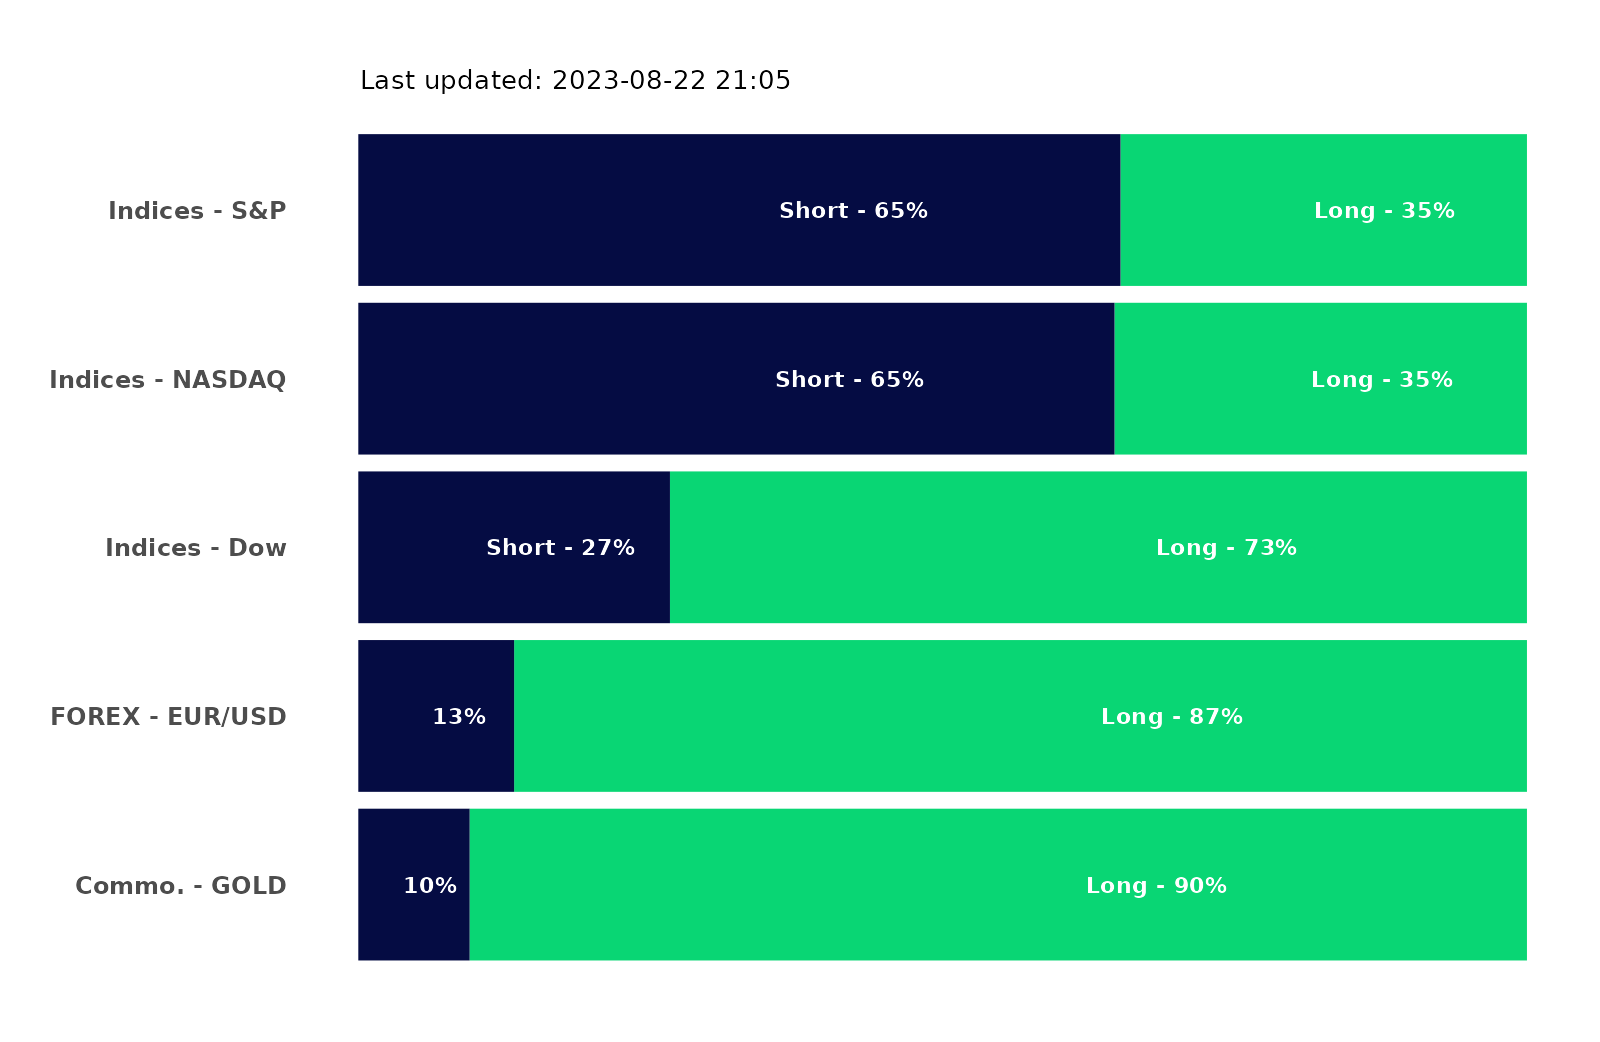 Last updated: 2023-08-22 21:05
Indices - S&P Short - 65% Long - 35%
Indices - NASDAQ Short - 65% Long - 35%
Indices - Dow Short - 27% Long - 73%
FOREX - EUR/USD 13% Long - 87%
Commo. - GOLD 10% Long - 90%